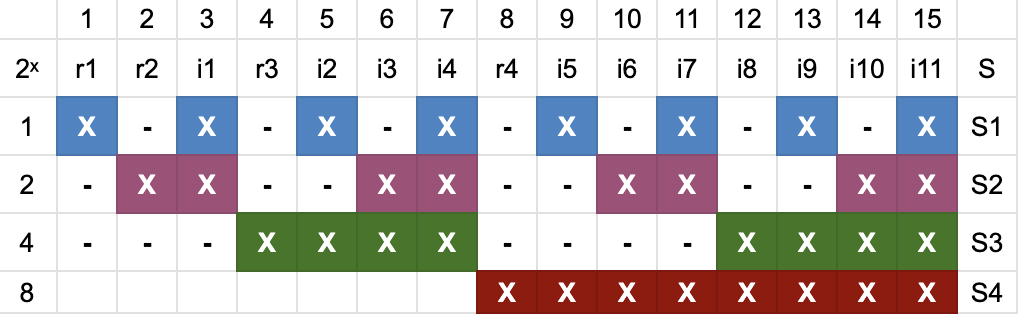 1 2 3 4 5 6 7 8 9 10 11 12 13 14 15
2ˣ r1 r2 i1 r3 i2 i3 i4 r4 i5 i6 i7 i8 i9 i10 i11 S
1 X - X - X - X - X - X - X - X S1
2 - X X - - X X - - X X - - X X S2
4 - - - X X X X - - - - X X X X S3
8 X X X X X X X X S4